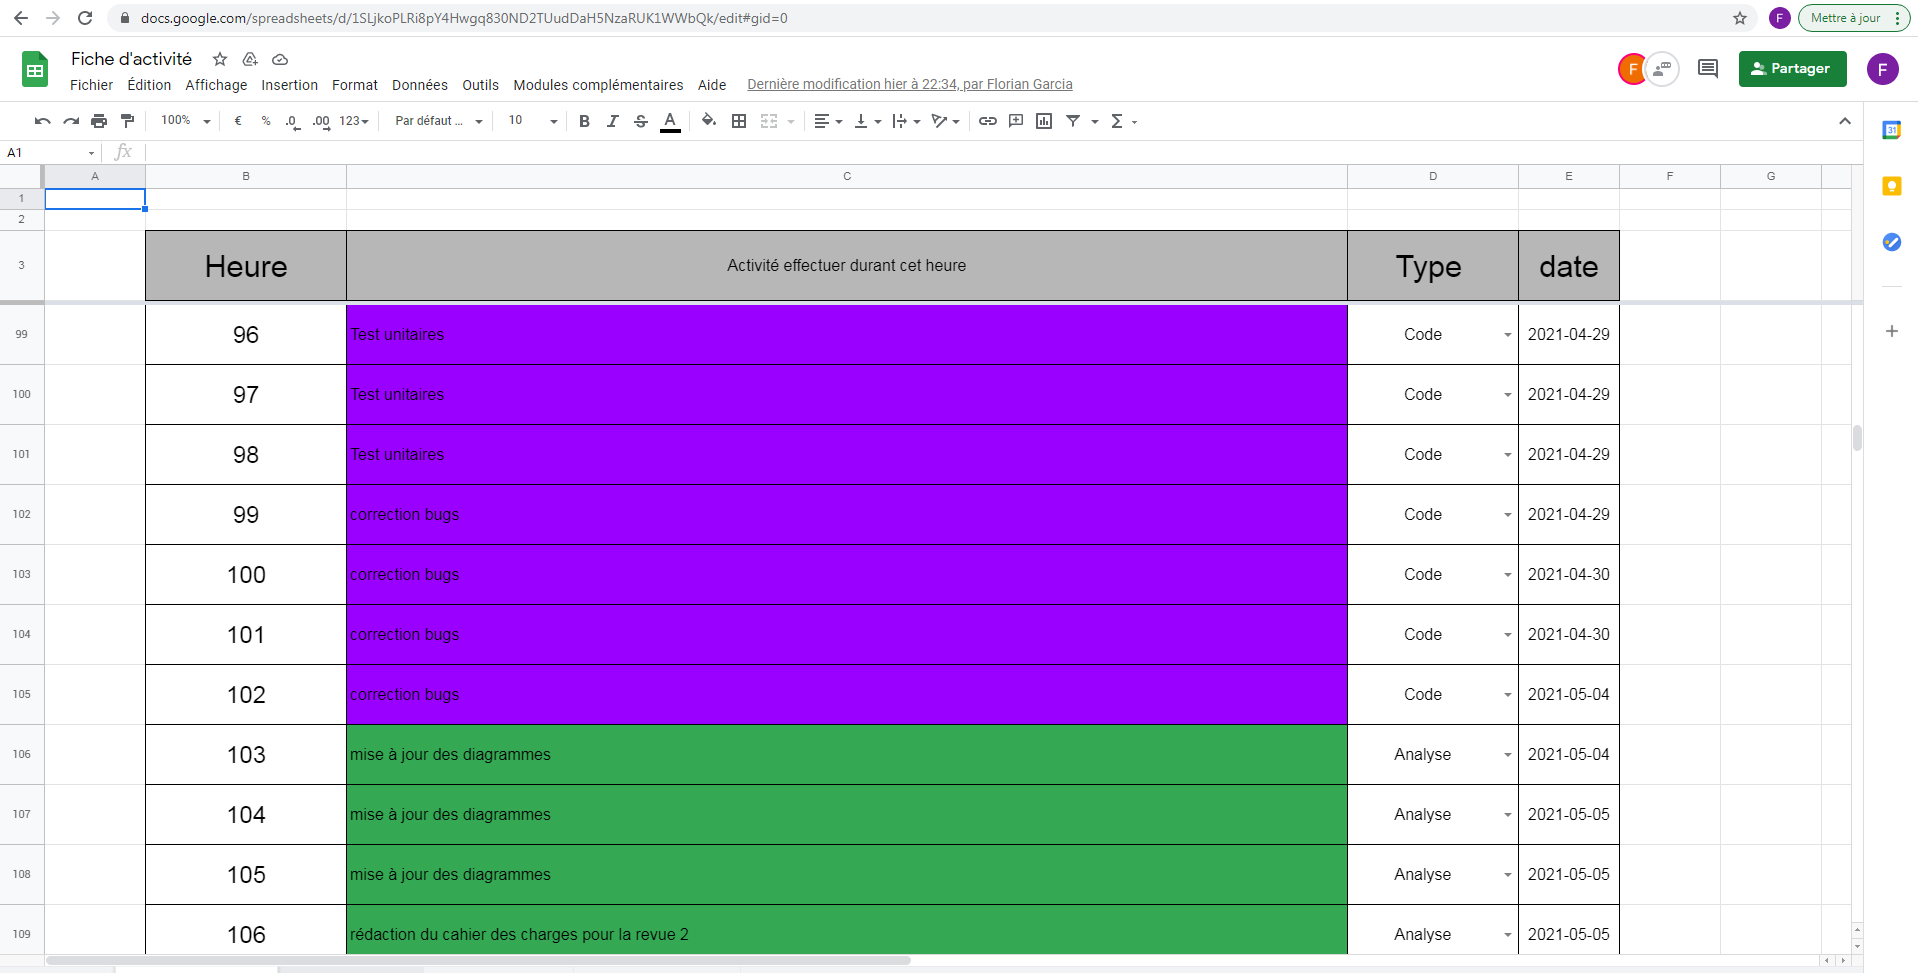 docs.google.com/spreadsheets/d/1SLjkoPLRi8pY4Hwgq830ND2TUudDaH5NzaRUK1WWbQk/edit#gid=0
F
Mettre à jour
Fiche d'activité
Fichier Édition Affichage Insertion Format Données Outils Modules complémentaires Aide Dernière modification hier à 22:34, par Florian Garcia
F
Partager
F
100% € % .0 .00 123 Par défaut ... 10 B I S A Σ
31
A1 fx
A B C D E F G
1
2
3 Heure Activité effectuer durant cet heure Type date
99 96 Test unitaires Code 2021-04-29
100 97 Test unitaires Code 2021-04-29
101 98 Test unitaires Code 2021-04-29
102 99 correction bugs Code 2021-04-29
103 100 correction bugs Code 2021-04-30
104 101 correction bugs Code 2021-04-30
105 102 correction bugs Code 2021-05-04
106 103 mise à jour des diagrammes Analyse 2021-05-04
107 104 mise à jour des diagrammes Analyse 2021-05-05
108 105 mise à jour des diagrammes Analyse 2021-05-05
109 106 rédaction du cahier des charges pour la revue 2 Analyse 2021-05-05